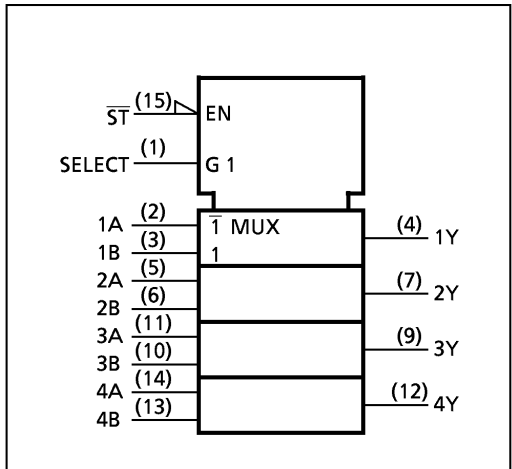 S̅T̅ (15) EN
SELECT (1) G 1
1A (2) 1̅ MUX (4) 1Y
1B (3) 1
2A (5) (7) 2Y
2B (6)
3A (11) (9) 3Y
3B (10)
4A (14) (12) 4Y
4B (13)